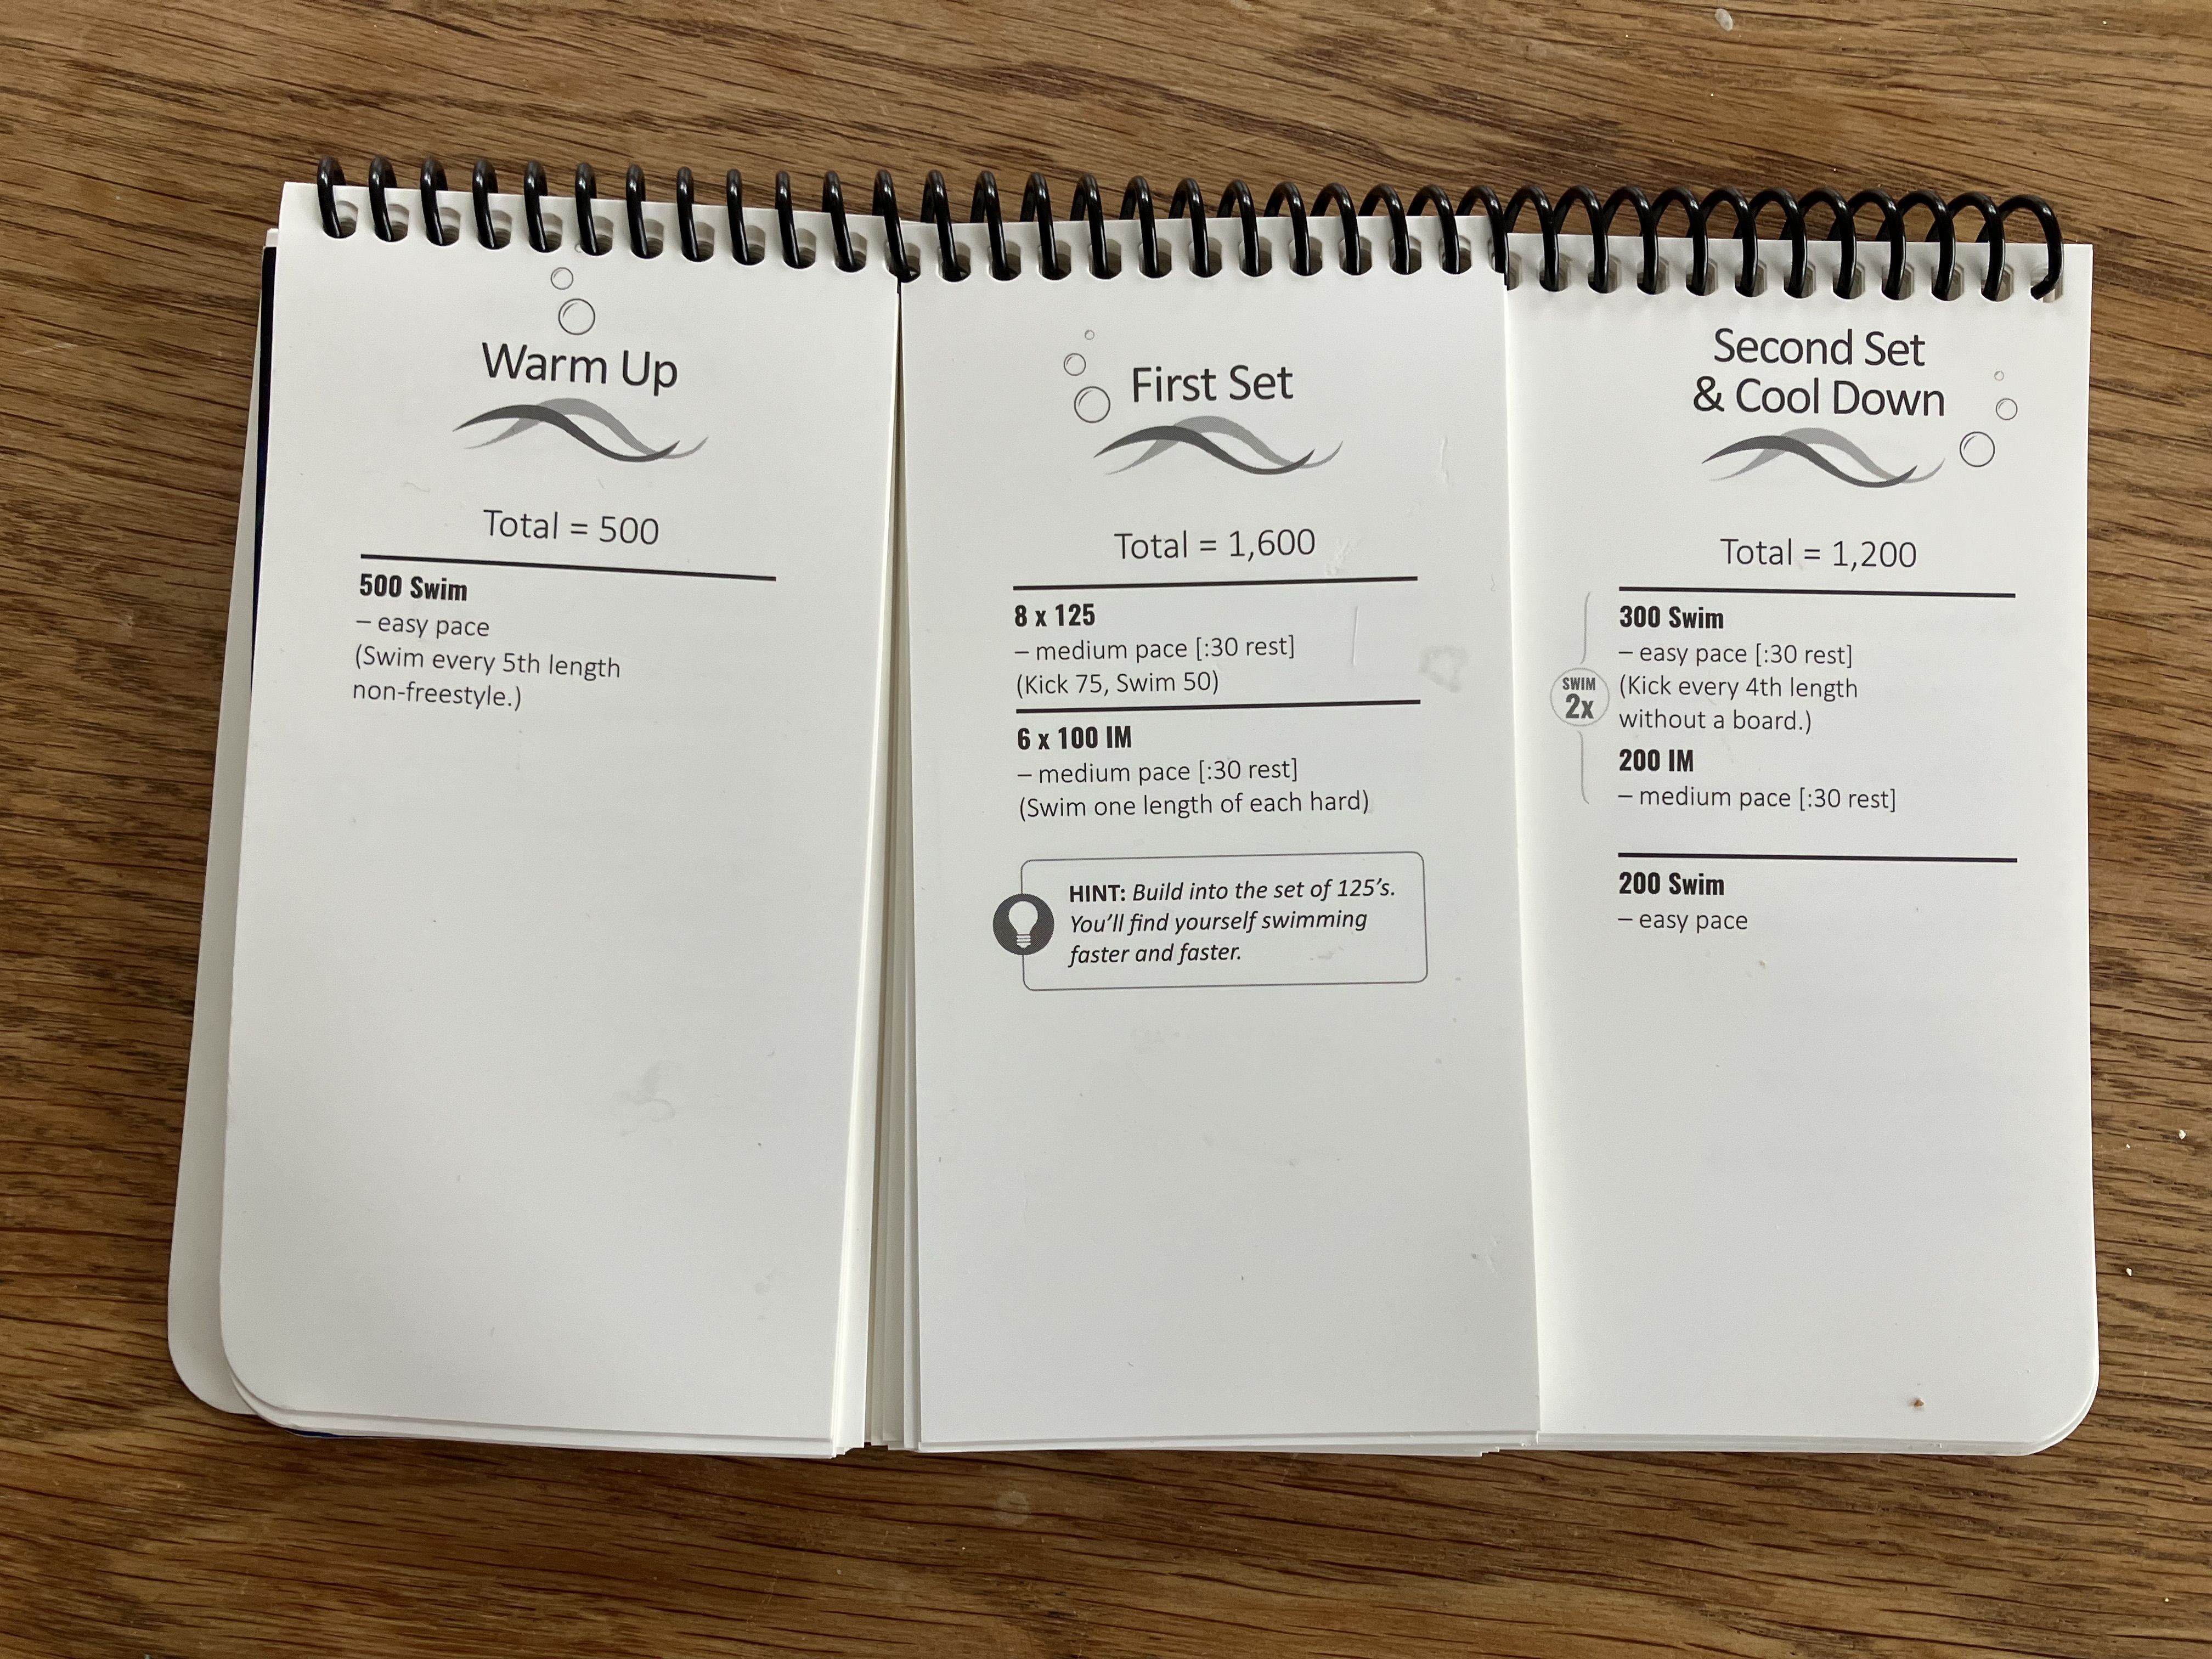 Warm Up
Total = 500
500 Swim
– easy pace
(Swim every 5th length
non-freestyle.)
First Set
Total = 1,600
8 x 125
– medium pace [:30 rest]
(Kick 75, Swim 50)
6 x 100 IM
– medium pace [:30 rest]
(Swim one length of each hard)
HINT: Build into the set of 125's.
You'll find yourself swimming
faster and faster.
Second Set
& Cool Down
Total = 1,200
SWIM
2x
300 Swim
– easy pace [:30 rest]
(Kick every 4th length
without a board.)
200 IM
– medium pace [:30 rest]
200 Swim
– easy pace